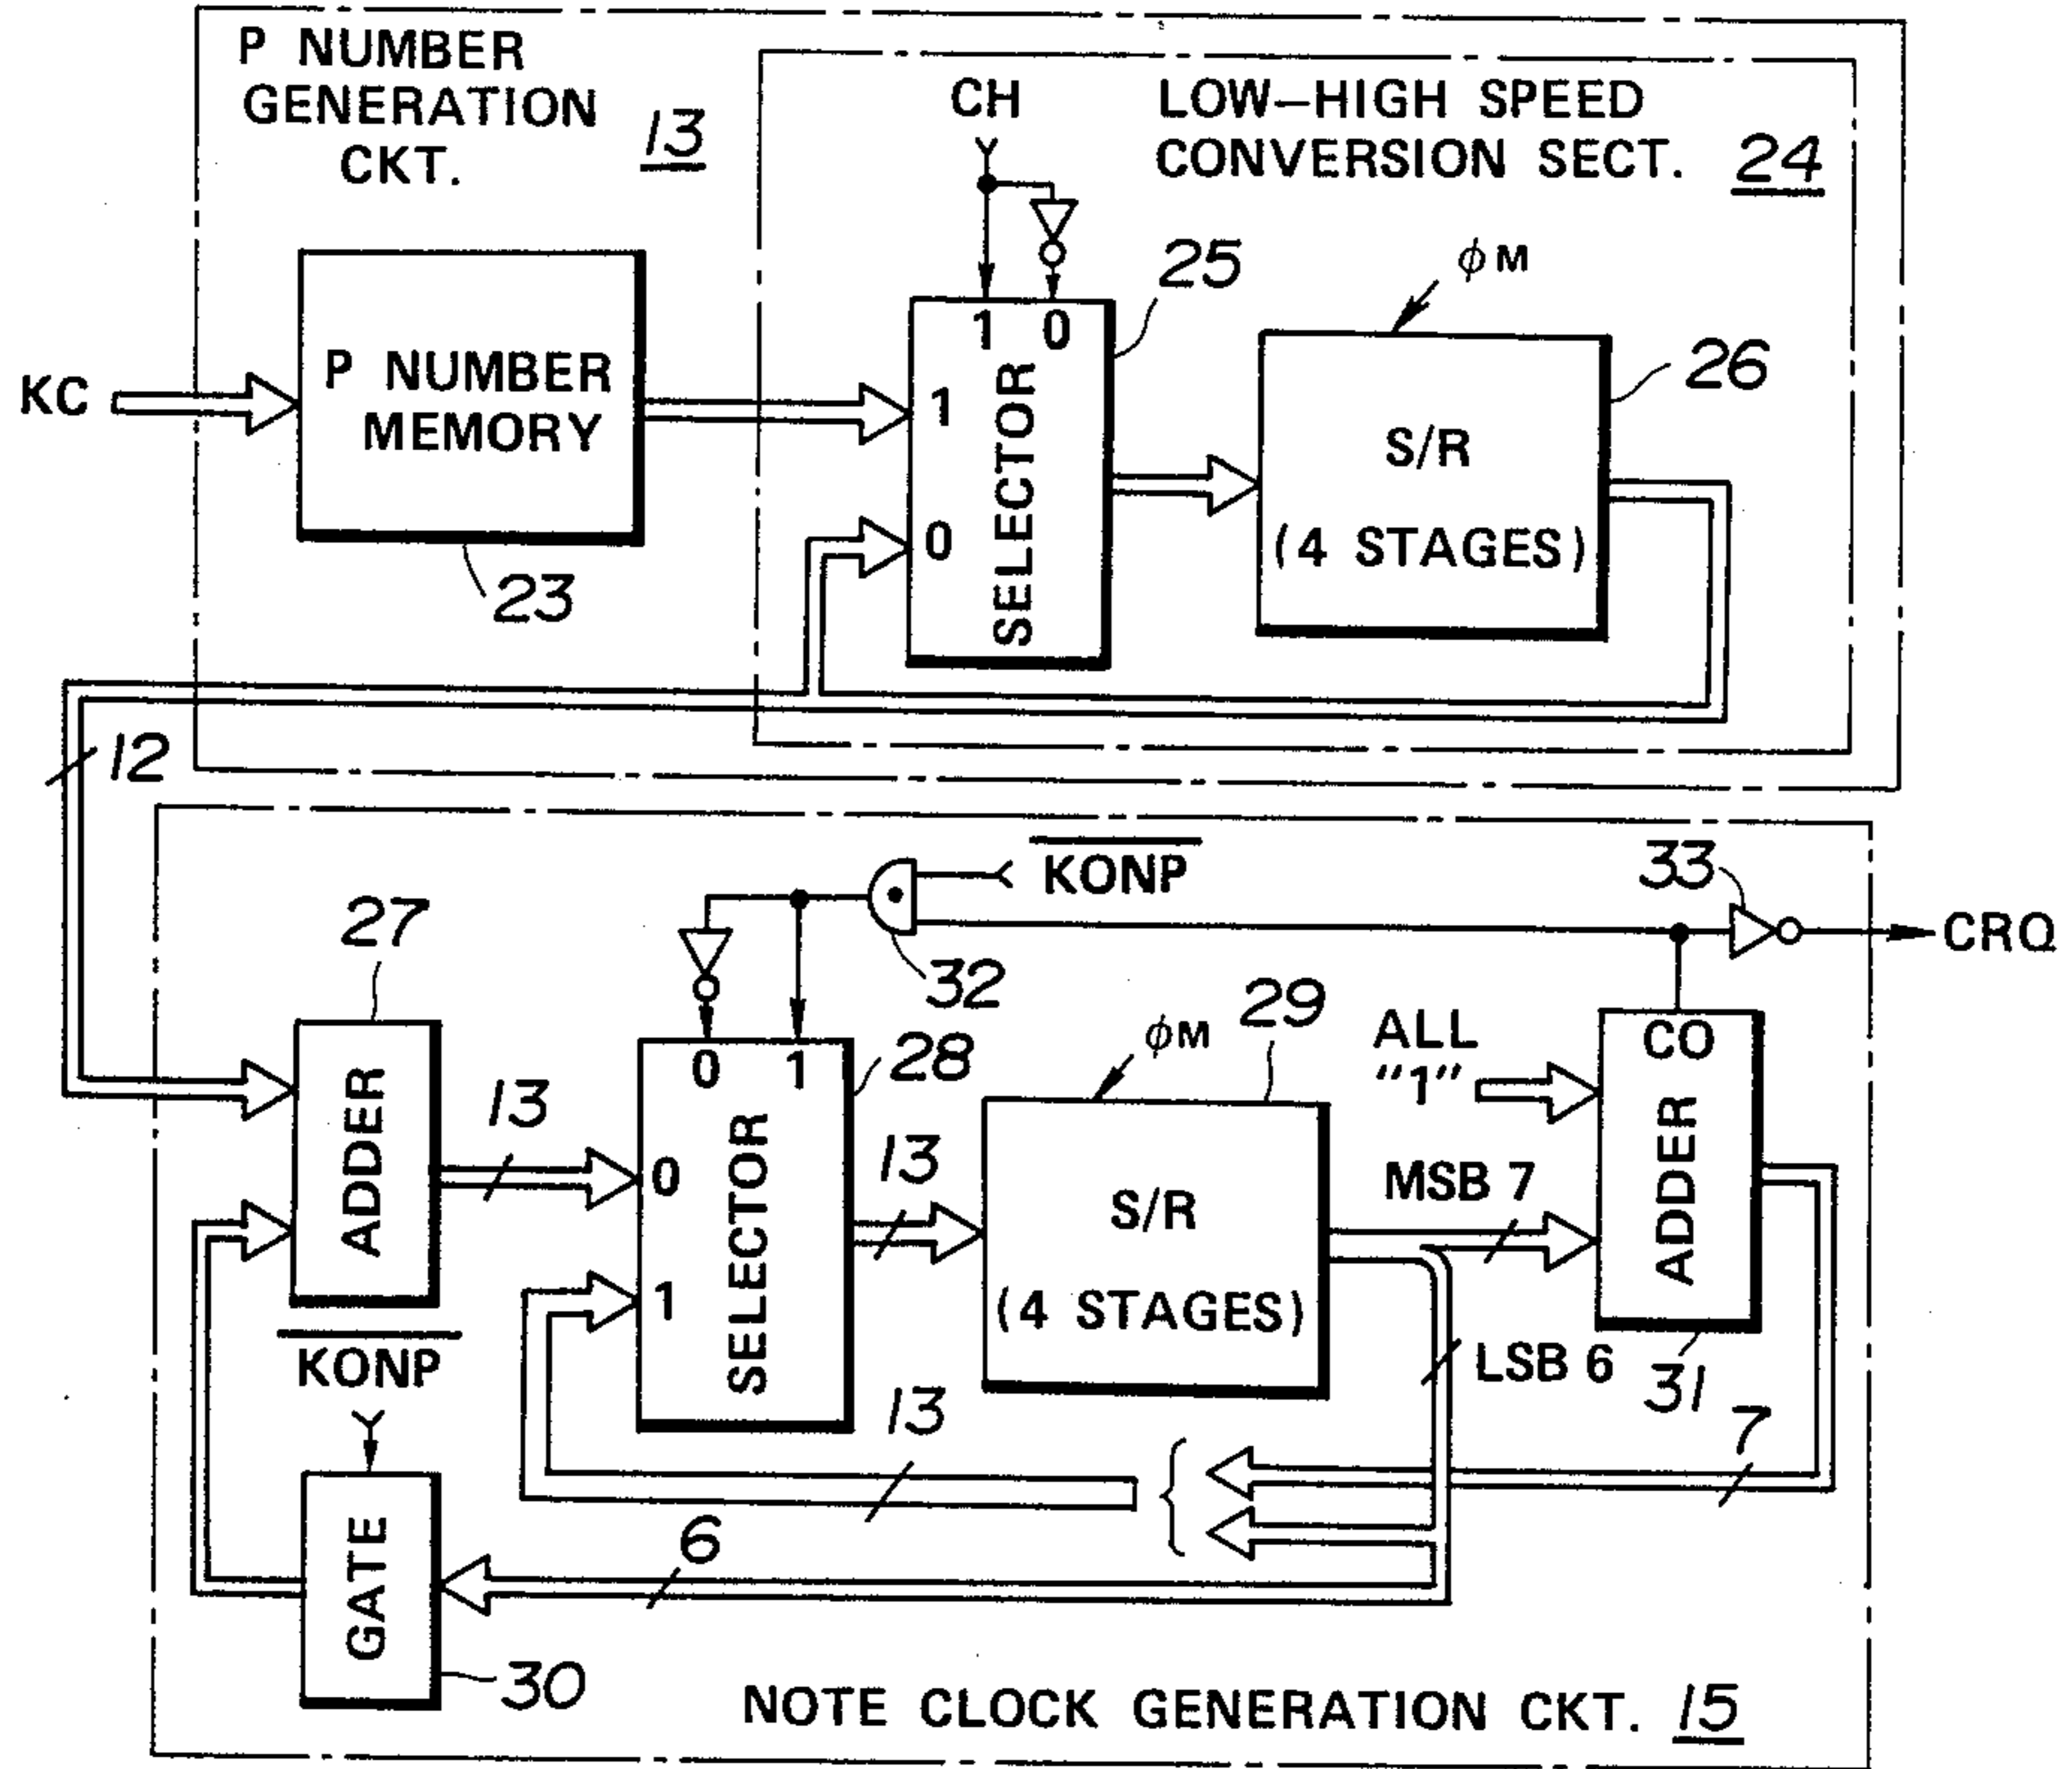 P NUMBER
GENERATION
CKT.
13
CH
LOW-HIGH SPEED
CONVERSION SECT.
24
25
φM
1 0
26
KC
P NUMBER
MEMORY
1
0
SELECTOR
S/R
(4 STAGES)
23
12
KONP
33
CRQ
27
32
0 1
28
φM
29
ALL
"1"
CO
ADDER
13
0
1
SELECTOR
13
S/R
(4 STAGES)
MSB 7
ADDER
LSB 6
31
KONP
13
7
GATE
6
30
NOTE CLOCK GENERATION CKT.
15